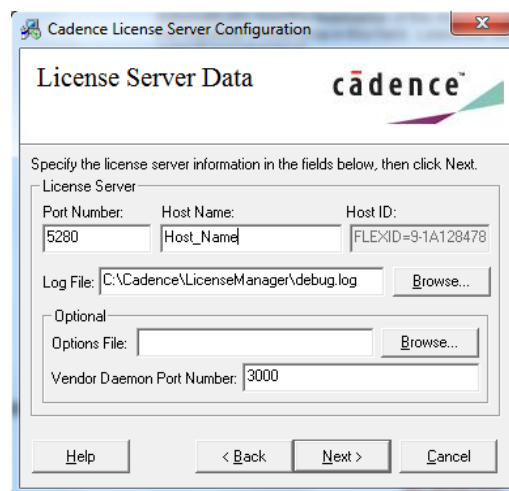 Cadence License Server Configuration
License Server Data
cādence™
Specify the license server information in the fields below, then click Next.
License Server
Port Number: Host Name: Host ID:
5280 Host_Name FLEXID=9-1A128478
Log File: C:\Cadence\LicenseManager\debug.log Browse...
Optional
Options File: Browse...
Vendor Daemon Port Number: 3000
Help < Back Next > Cancel